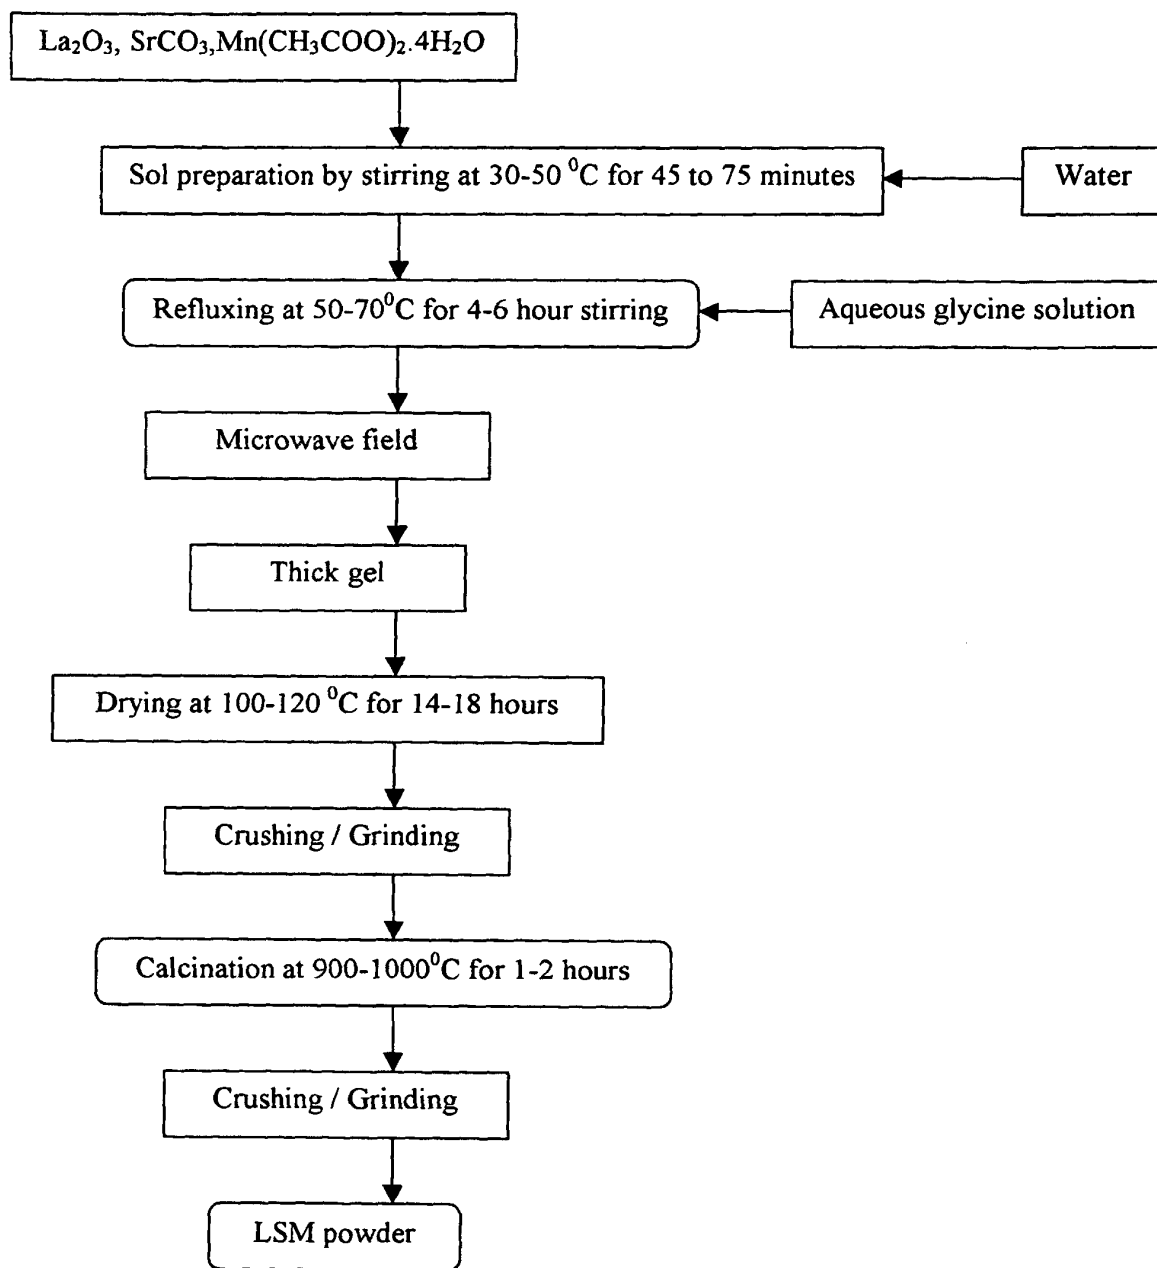 La₂O₃, SrCO₃,Mn(CH₃COO)₂.4H₂O
Sol preparation by stirring at 30-50 ⁰C for 45 to 75 minutes
Water
Refluxing at 50-70⁰C for 4-6 hour stirring
Aqueous glycine solution
Microwave field
Thick gel
Drying at 100-120 ⁰C for 14-18 hours
Crushing / Grinding
Calcination at 900-1000⁰C for 1-2 hours
Crushing / Grinding
LSM powder